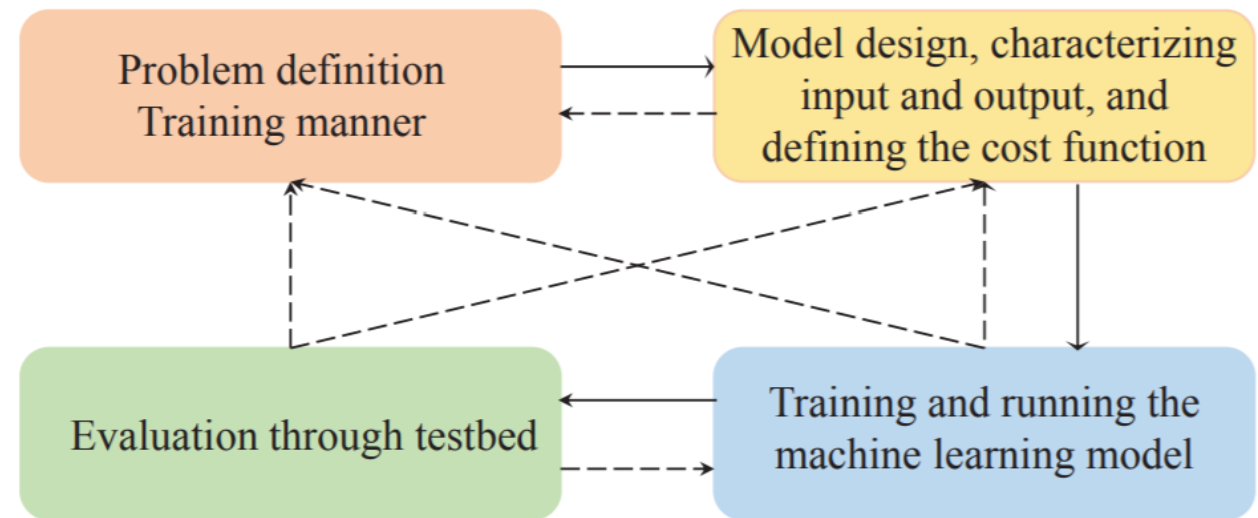 Problem definition
Training manner
Model design, characterizing
input and output, and
defining the cost function
Evaluation through testbed
Training and running the
machine learning model